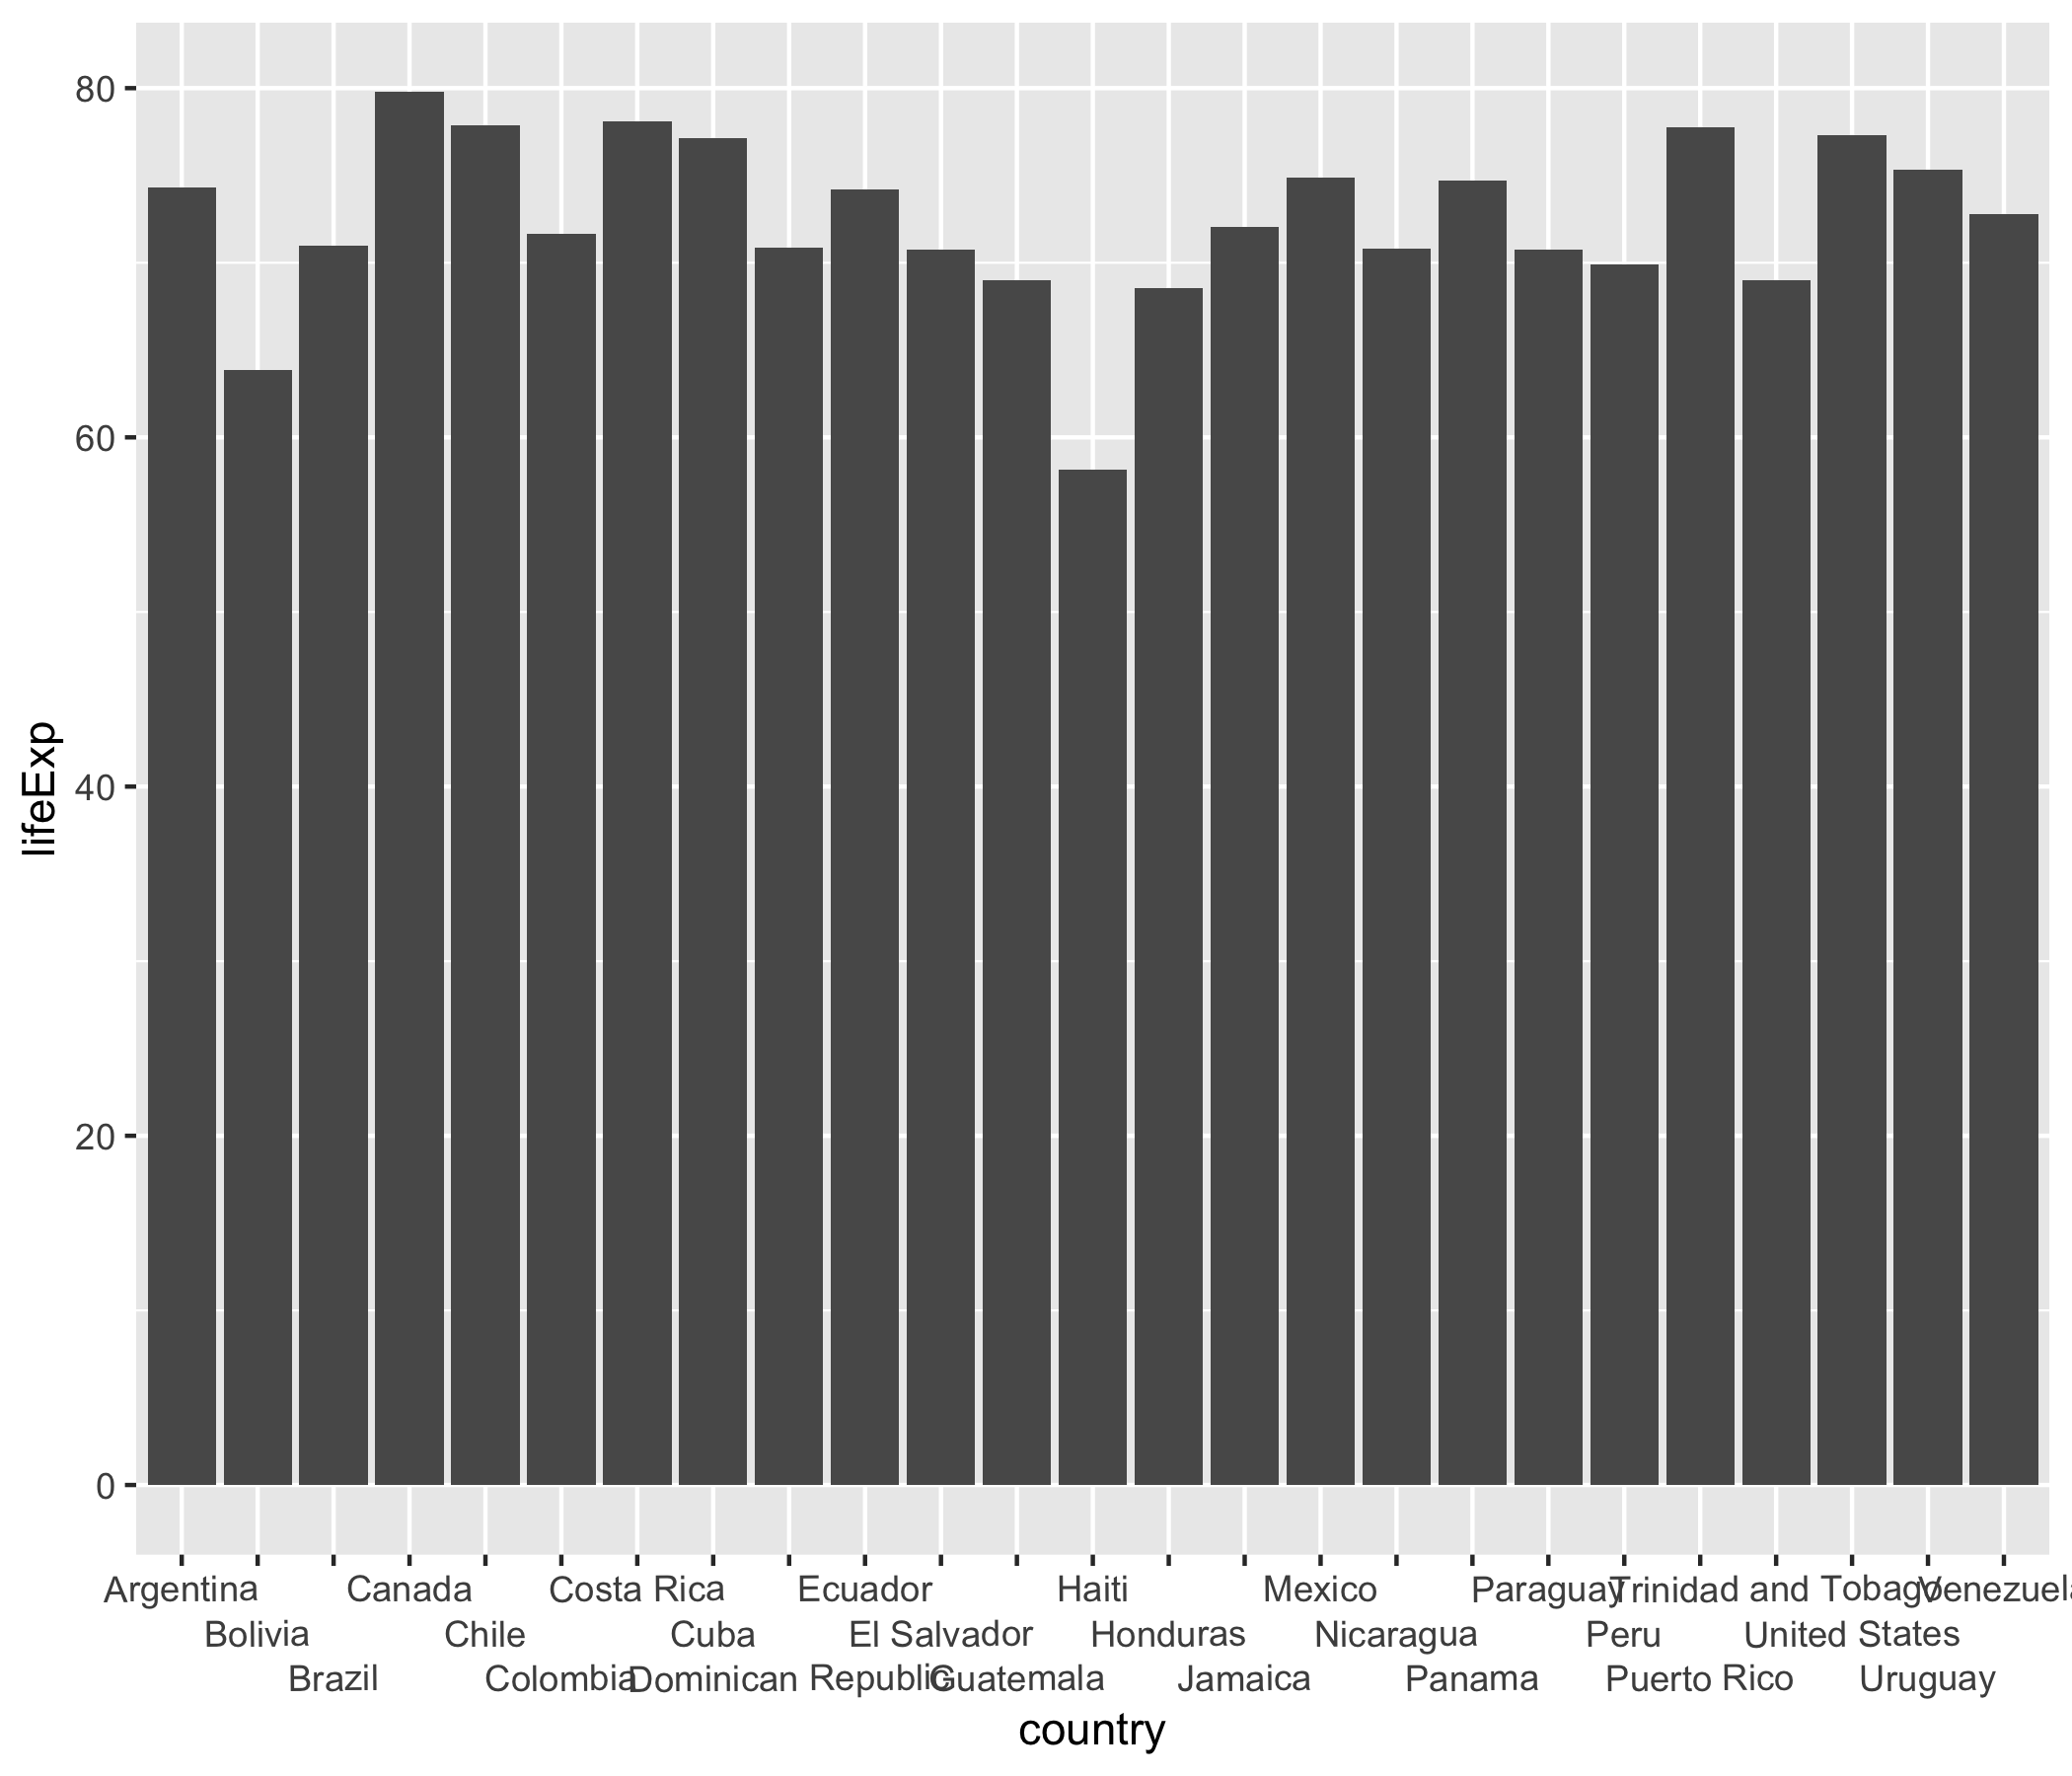 80
60
40
20
0
lifeExp
Argentina Canada Costa Rica Ecuador Haiti Mexico Paraguay Trinidad and Tobago
Bolivia Chile Cuba El Salvador Honduras Nicaragua Peru United States
Brazil Colombia Dominican Republic Guatemala Jamaica Panama Puerto Rico Uruguay
country